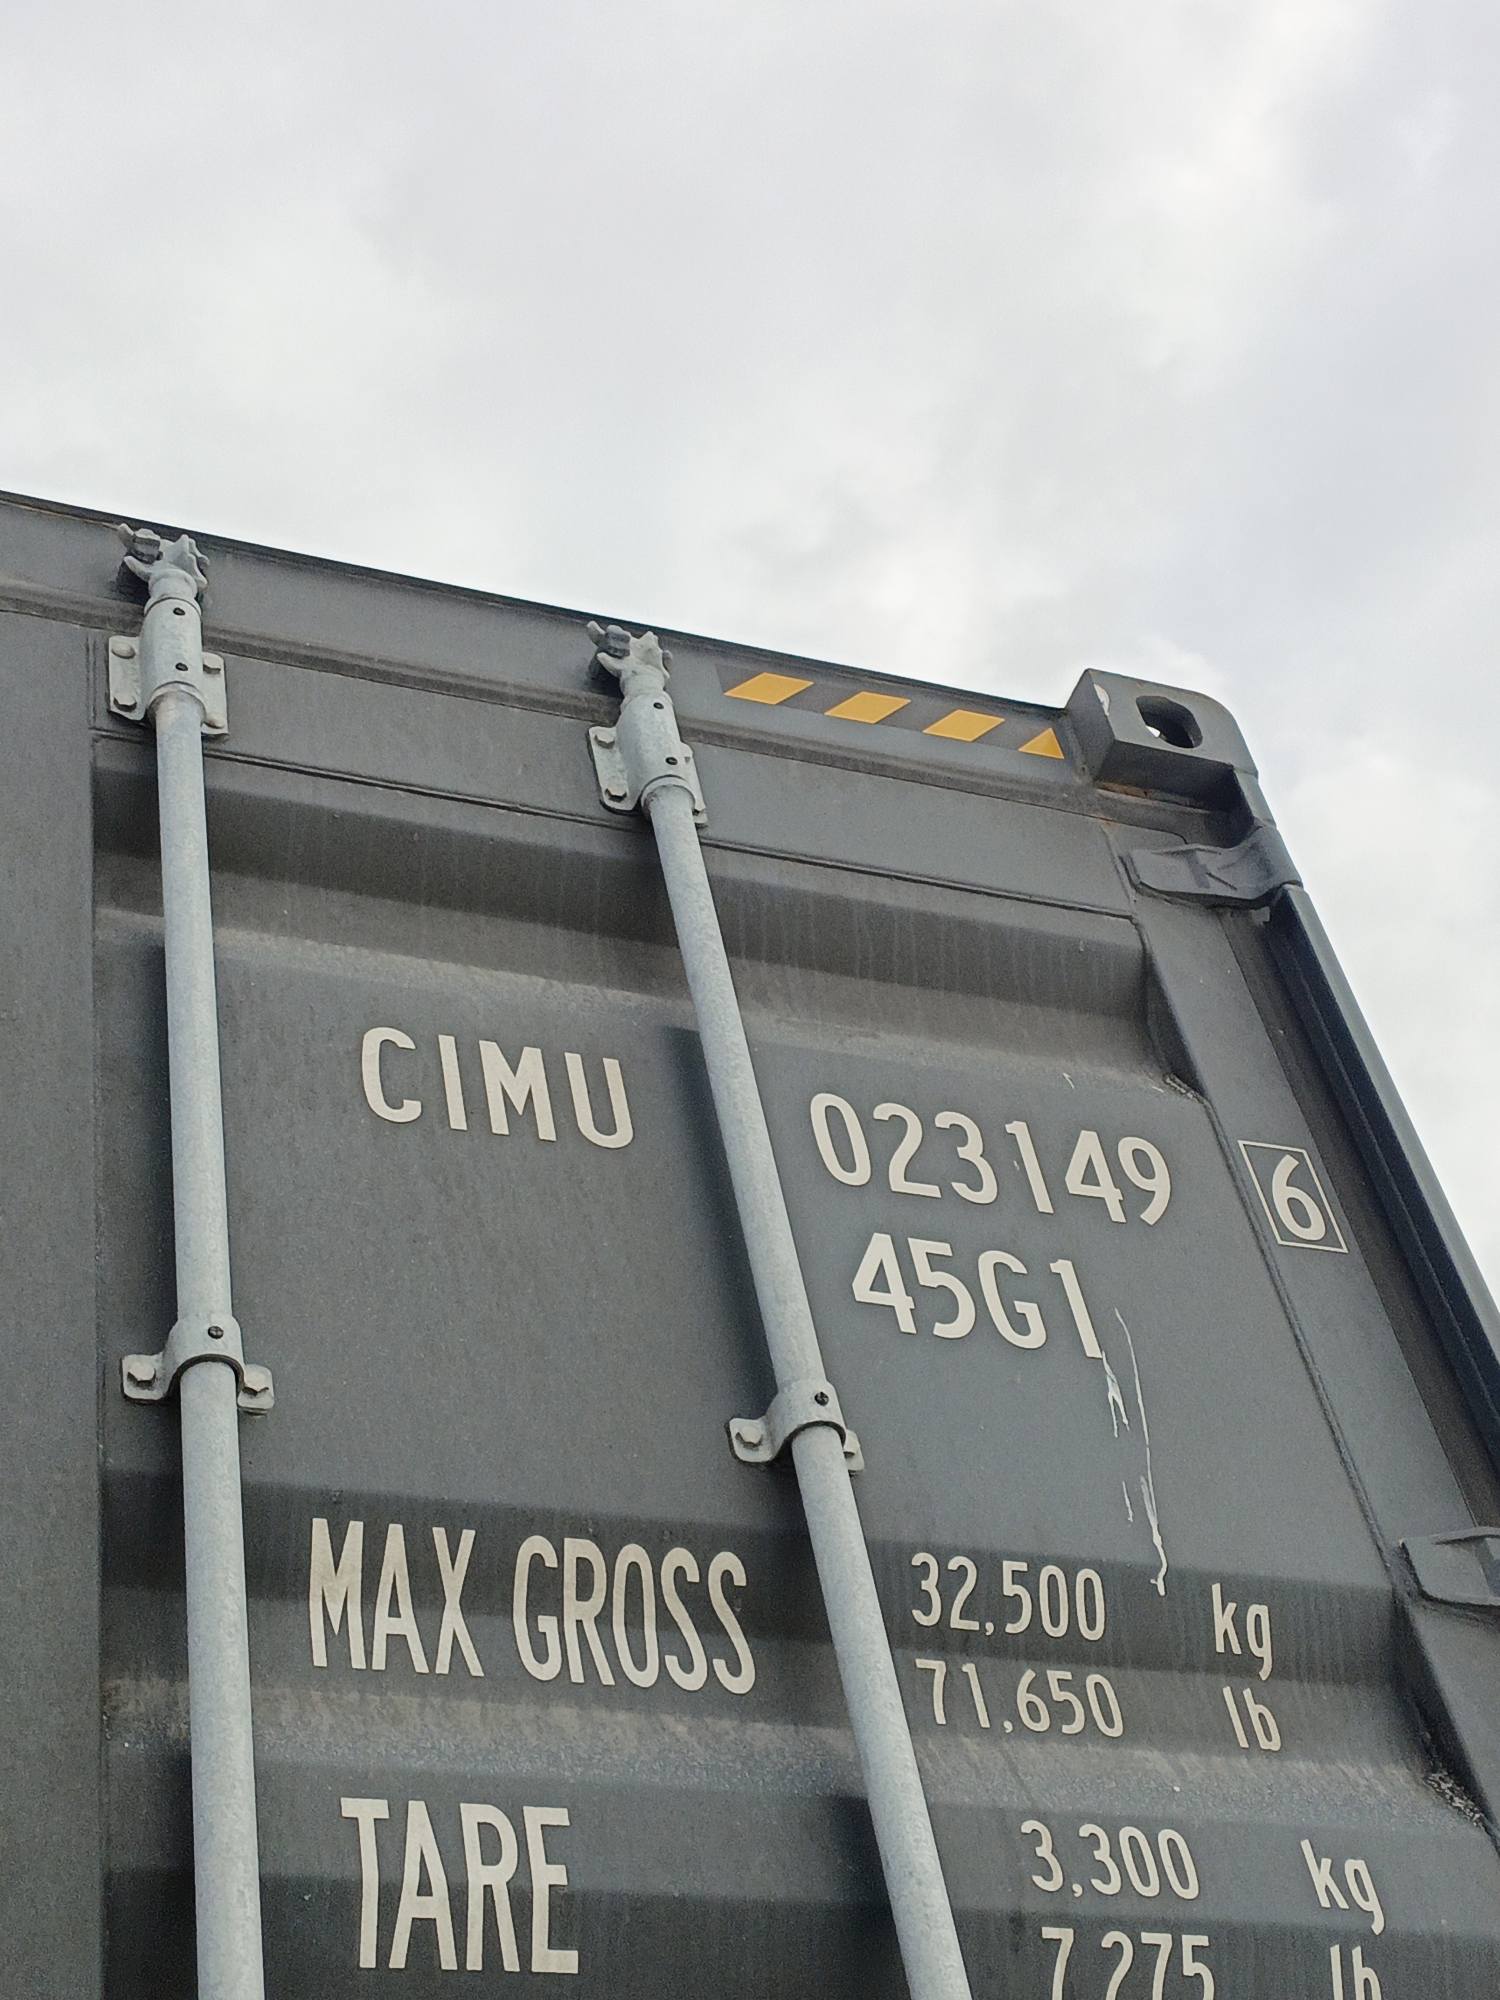 CIMU 023149 6
45G1
MAX GROSS 32,500 kg
71,650 lb
TARE 3,300 kg
7,275 lb